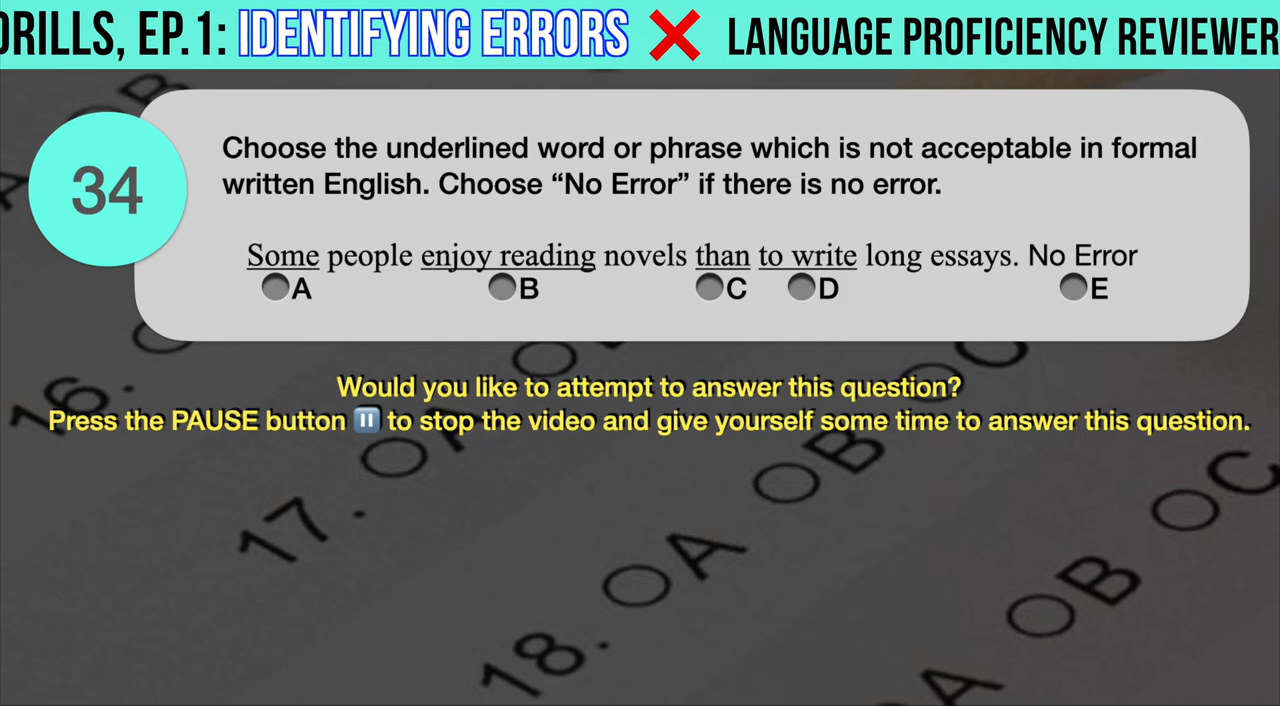 DRILLS, EP.1: IDENTIFYING ERRORS ❌ LANGUAGE PROFICIENCY REVIEWER
34
Choose the underlined word or phrase which is not acceptable in formal
written English. Choose “No Error” if there is no error.
Some people enjoy reading novels than to write long essays. No Error
A B C D E
Would you like to attempt to answer this question?
Press the PAUSE button ⏸ to stop the video and give yourself some time to answer this question.
16.
17. A B C
18. A B